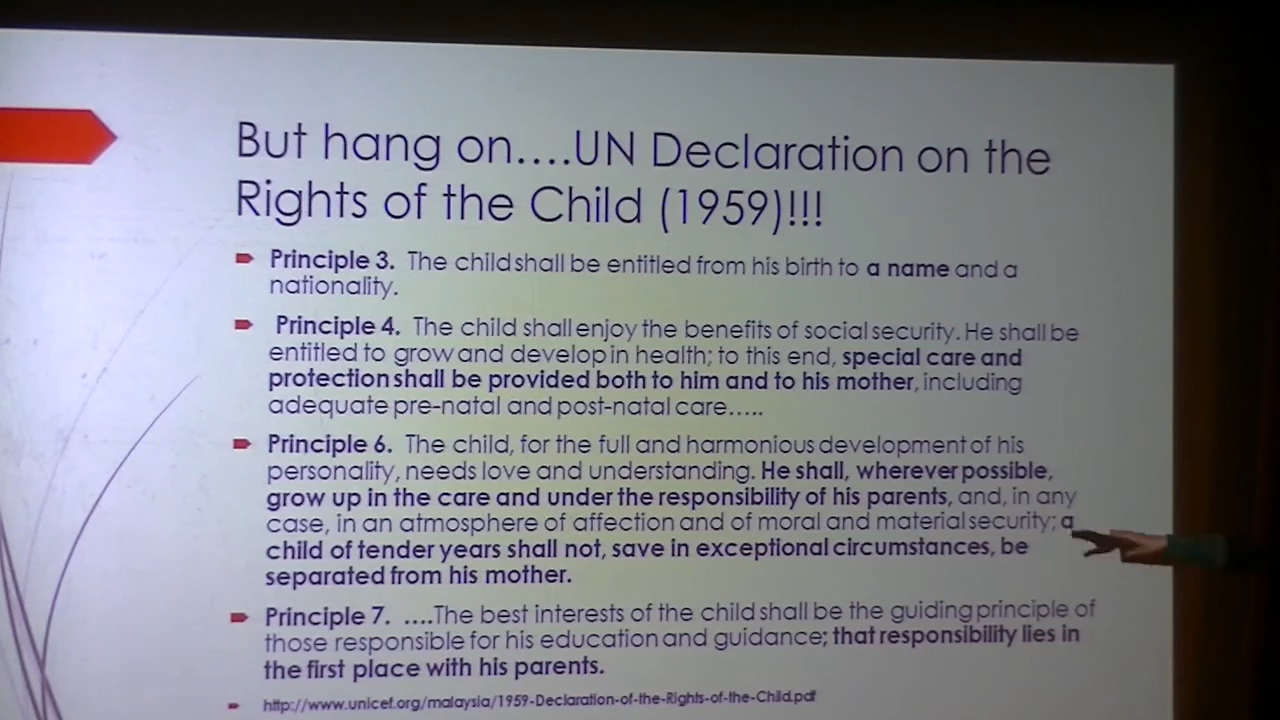 But hang on....UN Declaration on the
Rights of the Child (1959)!!!
Principle 3. The child shall be entitled from his birth to a name and a
nationality.
Principle 4. The child shall enjoy the benefits of social security. He shall be
entitled to grow and develop in health; to this end, special care and
protection shall be provided both to him and to his mother, including
adequate pre-natal and post-natal care.....
Principle 6. The child, for the full and harmonious development of his
personality, needs love and understanding. He shall, wherever possible,
grow up in the care and under the responsibility of his parents, and, in any
case, in an atmosphere of affection and of moral and material security; a
child of tender years shall not, save in exceptional circumstances, be
separated from his mother.
Principle 7. ....The best interests of the child shall be the guiding principle of
those responsible for his education and guidance; that responsibility lies in
the first place with his parents.
http://www.unicef.org/malaysia/1959-Declaration-of-the-Rights-of-the-Child.pdf